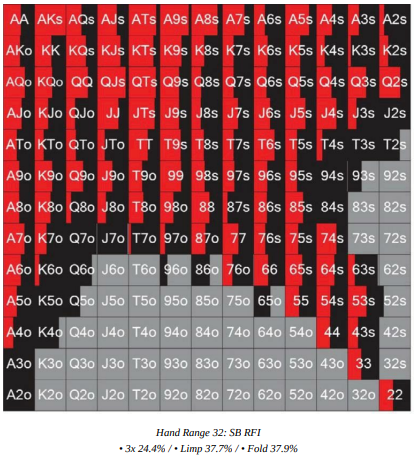 AA AKs AQs AJs ATs A9s A8s A7s A6s A5s A4s A3s A2s
AKo KK KQs KJs KTs K9s K8s K7s K6s K5s K4s K3s K2s
AQo KQo QQ QJs QTs Q9s Q8s Q7s Q6s Q5s Q4s Q3s Q2s
AJo KJo QJo JJ JTs J9s J8s J7s J6s J5s J4s J3s J2s
ATo KTo QTo JTo TT T9s T8s T7s T6s T5s T4s T3s T2s
A9o K9o Q9o J9o T9o 99 98s 97s 96s 95s 94s 93s 92s
A8o K8o Q8o J8o T8o 98o 88 87s 86s 85s 84s 83s 82s
A7o K7o Q7o J7o T7o 97o 87o 77 76s 75s 74s 73s 72s
A6o K6o Q6o J6o T6o 96o 86o 76o 66 65s 64s 63s 62s
A5o K5o Q5o J5o T5o 95o 85o 75o 65o 55 54s 53s 52s
A4o K4o Q4o J4o T4o 94o 84o 74o 64o 54o 44 43s 42s
A3o K3o Q3o J3o T3o 93o 83o 73o 63o 53o 43o 33 32s
A2o K2o Q2o J2o T2o 92o 82o 72o 62o 52o 42o 32o 22
Hand Range 32: SB RFI
• 3x 24.4% / • Limp 37.7% / • Fold 37.9%